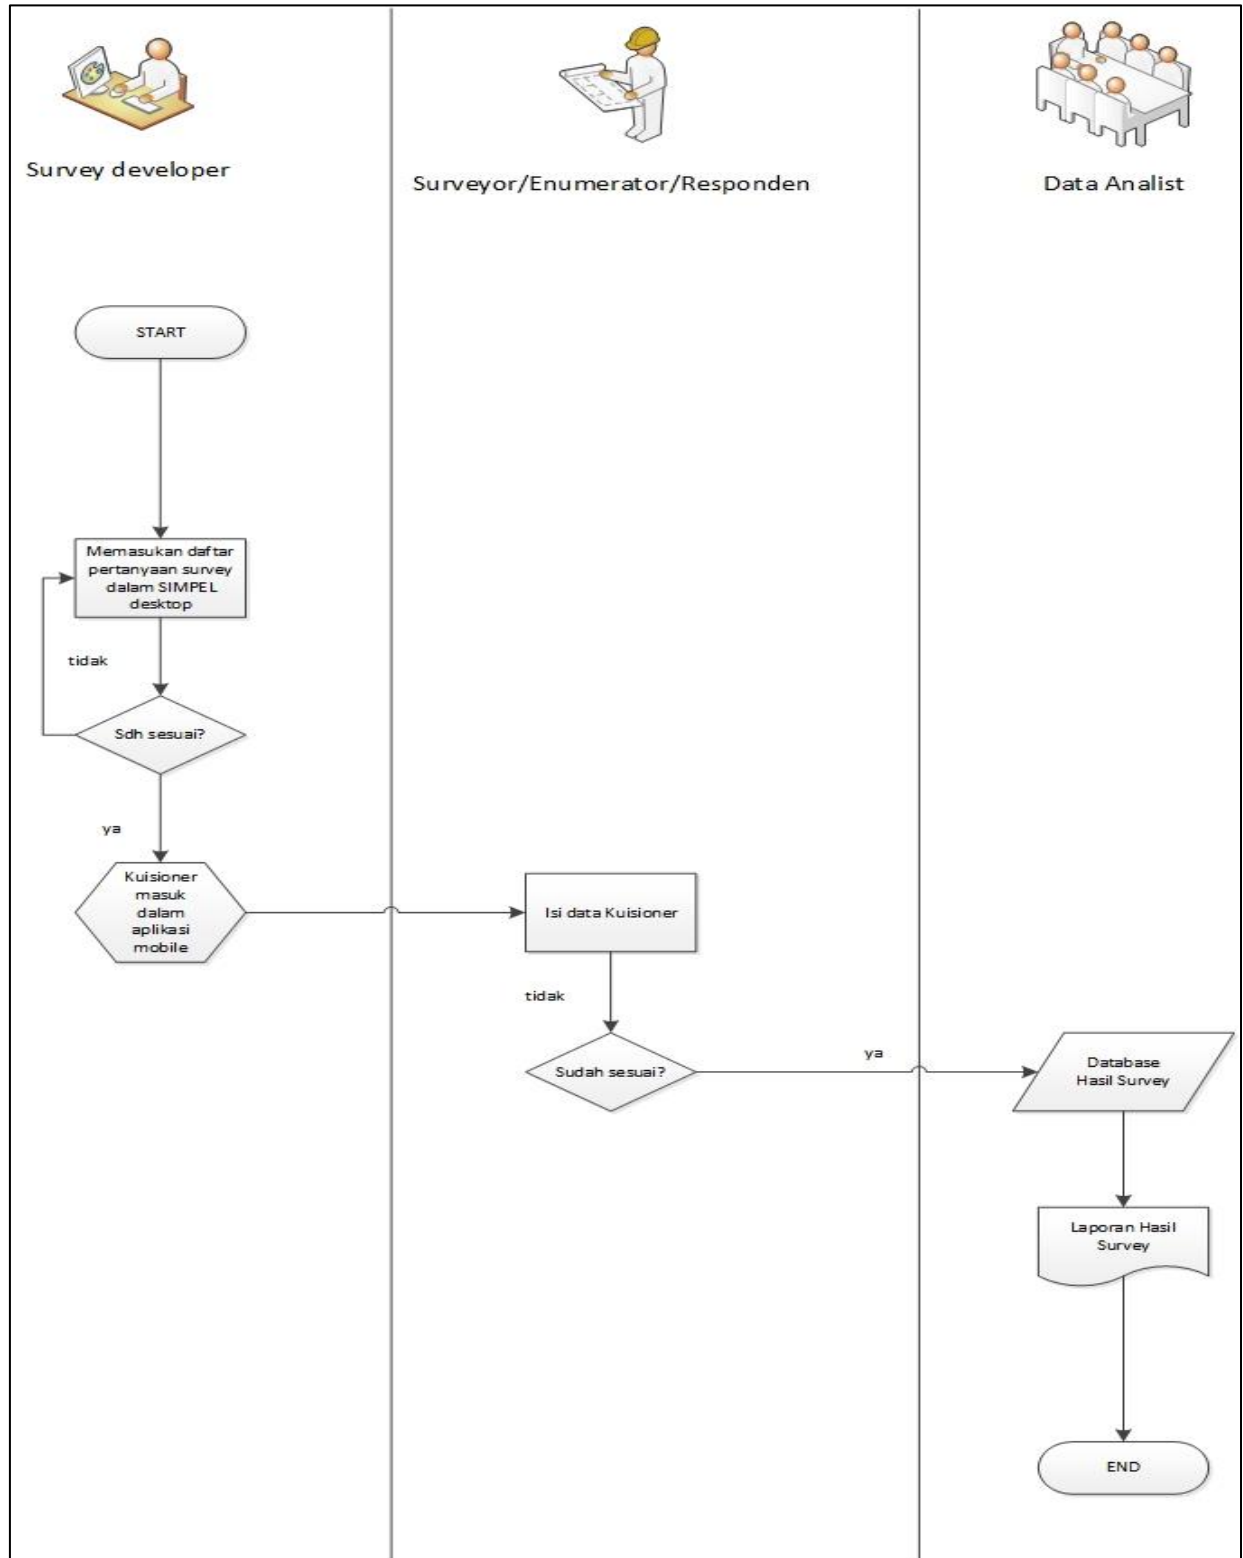 Survey developer
Surveyor/Enumerator/Responden
Data Analist
START
Memasukan daftar
pertanyaan survey
dalam SIMPEL
desktop
tidak
Sdh sesuai?
ya
Kuisioner
masuk
dalam
aplikasi
mobile
Isi data Kuisioner
tidak
Sudah sesuai?
ya
Database
Hasil Survey
Laporan Hasil
Survey
END